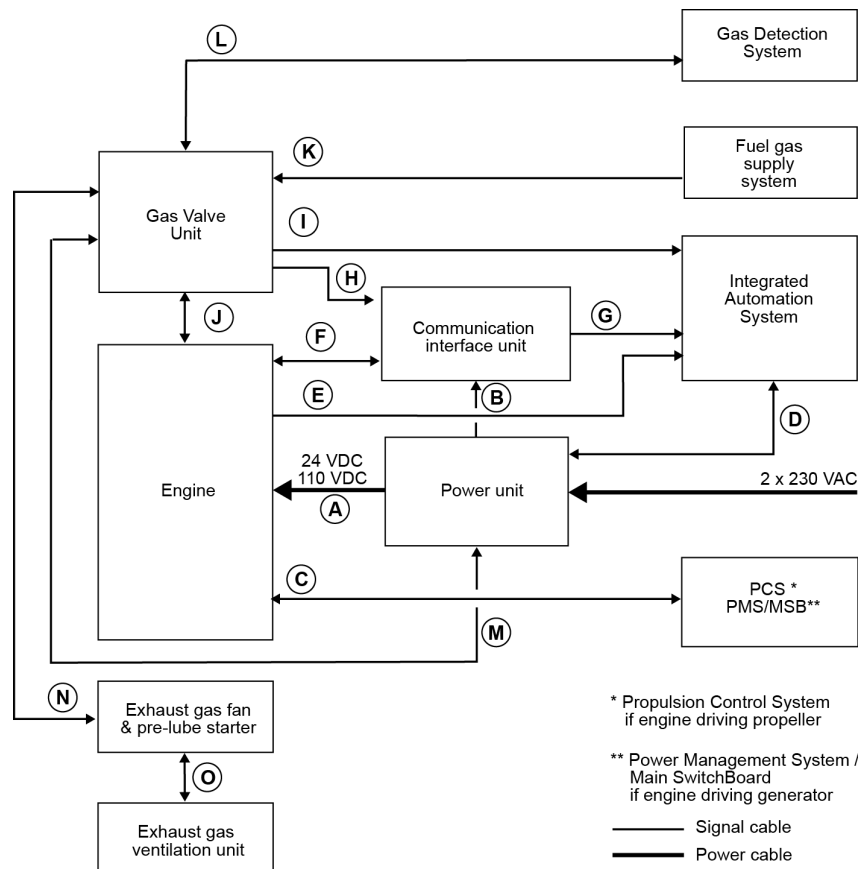 L
Gas Detection
System
K
Fuel gas
supply
system
Gas Valve
Unit
I
H
Integrated
Automation
System
J
F
Communication
interface unit
G
E
B
D
24 VDC
110 VDC
A
Engine
Power unit
2 x 230 VAC
C
PCS *
PMS/MSB**
M
N
Exhaust gas fan
& pre-lube starter
O
Exhaust gas
ventilation unit
* Propulsion Control System
if engine driving propeller
** Power Management System /
Main SwitchBoard
if engine driving generator
Signal cable
Power cable